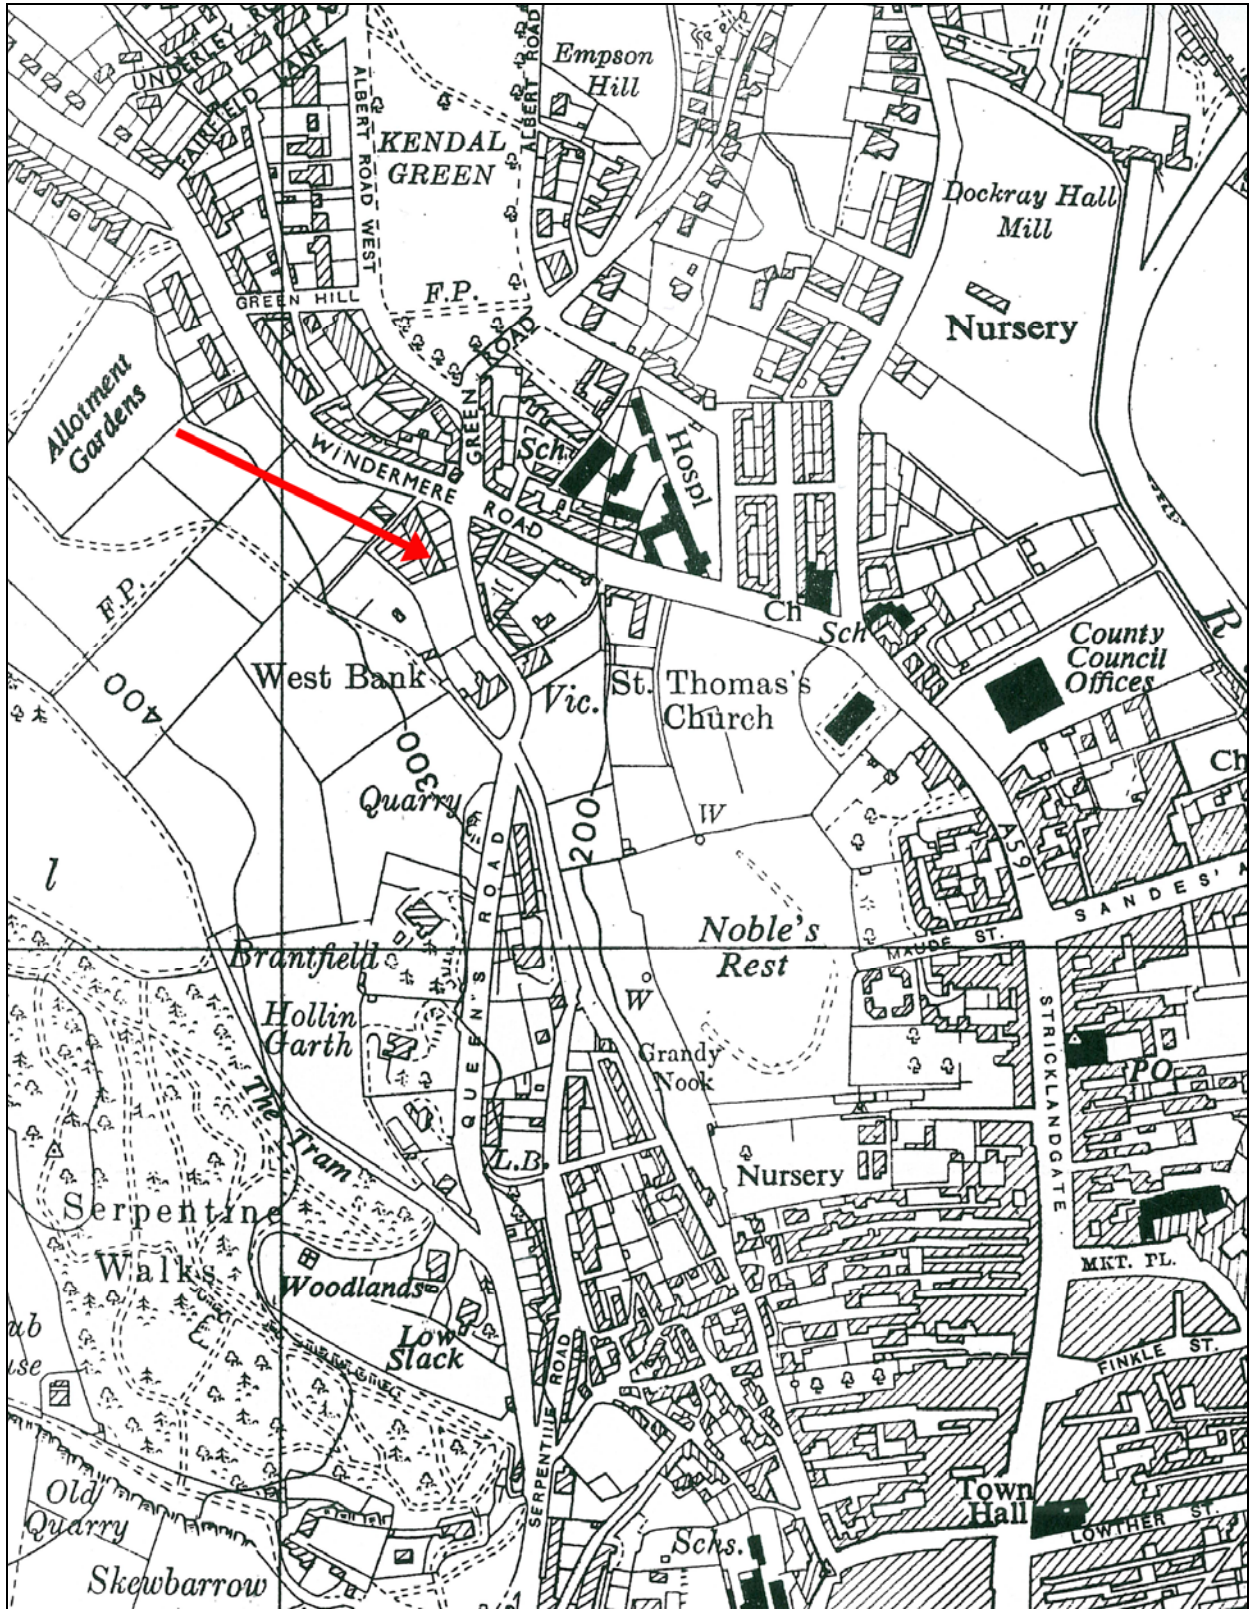 UNDERLEY
FAIRFIELD LANE
ALBERT ROAD WEST
ALBERT ROAD
Empson
Hill
KENDAL
GREEN
Dockray Hall
Mill
F.P.
GREEN HILL
Nursery
Allotment
Gardens
GREEN ROAD
WINDERMERE ROAD
Sch.
Hospl
F.P.
Ch
Sch
County
Council
Offices
R
West Bank
Vic.
St. Thomas's
Church
400
300
200
Quarry
W
Ch
A591
SANDES' A
l
Noble's
Rest
MAUDE ST.
Brantfield
QUEEN'S ROAD
Hollin
Garth
W
STRICKLANDGATE
Grandy
Nook
PO
The Tram
L.B.
Nursery
Serpentine
Walks
Woodlands
MKT. PL.
Low
Slack
ub
use
FINKLE ST.
SERPENTINE ROAD
Old
Quarry
Town
Hall
LOWTHER ST.
Schs.
Skewbarrow